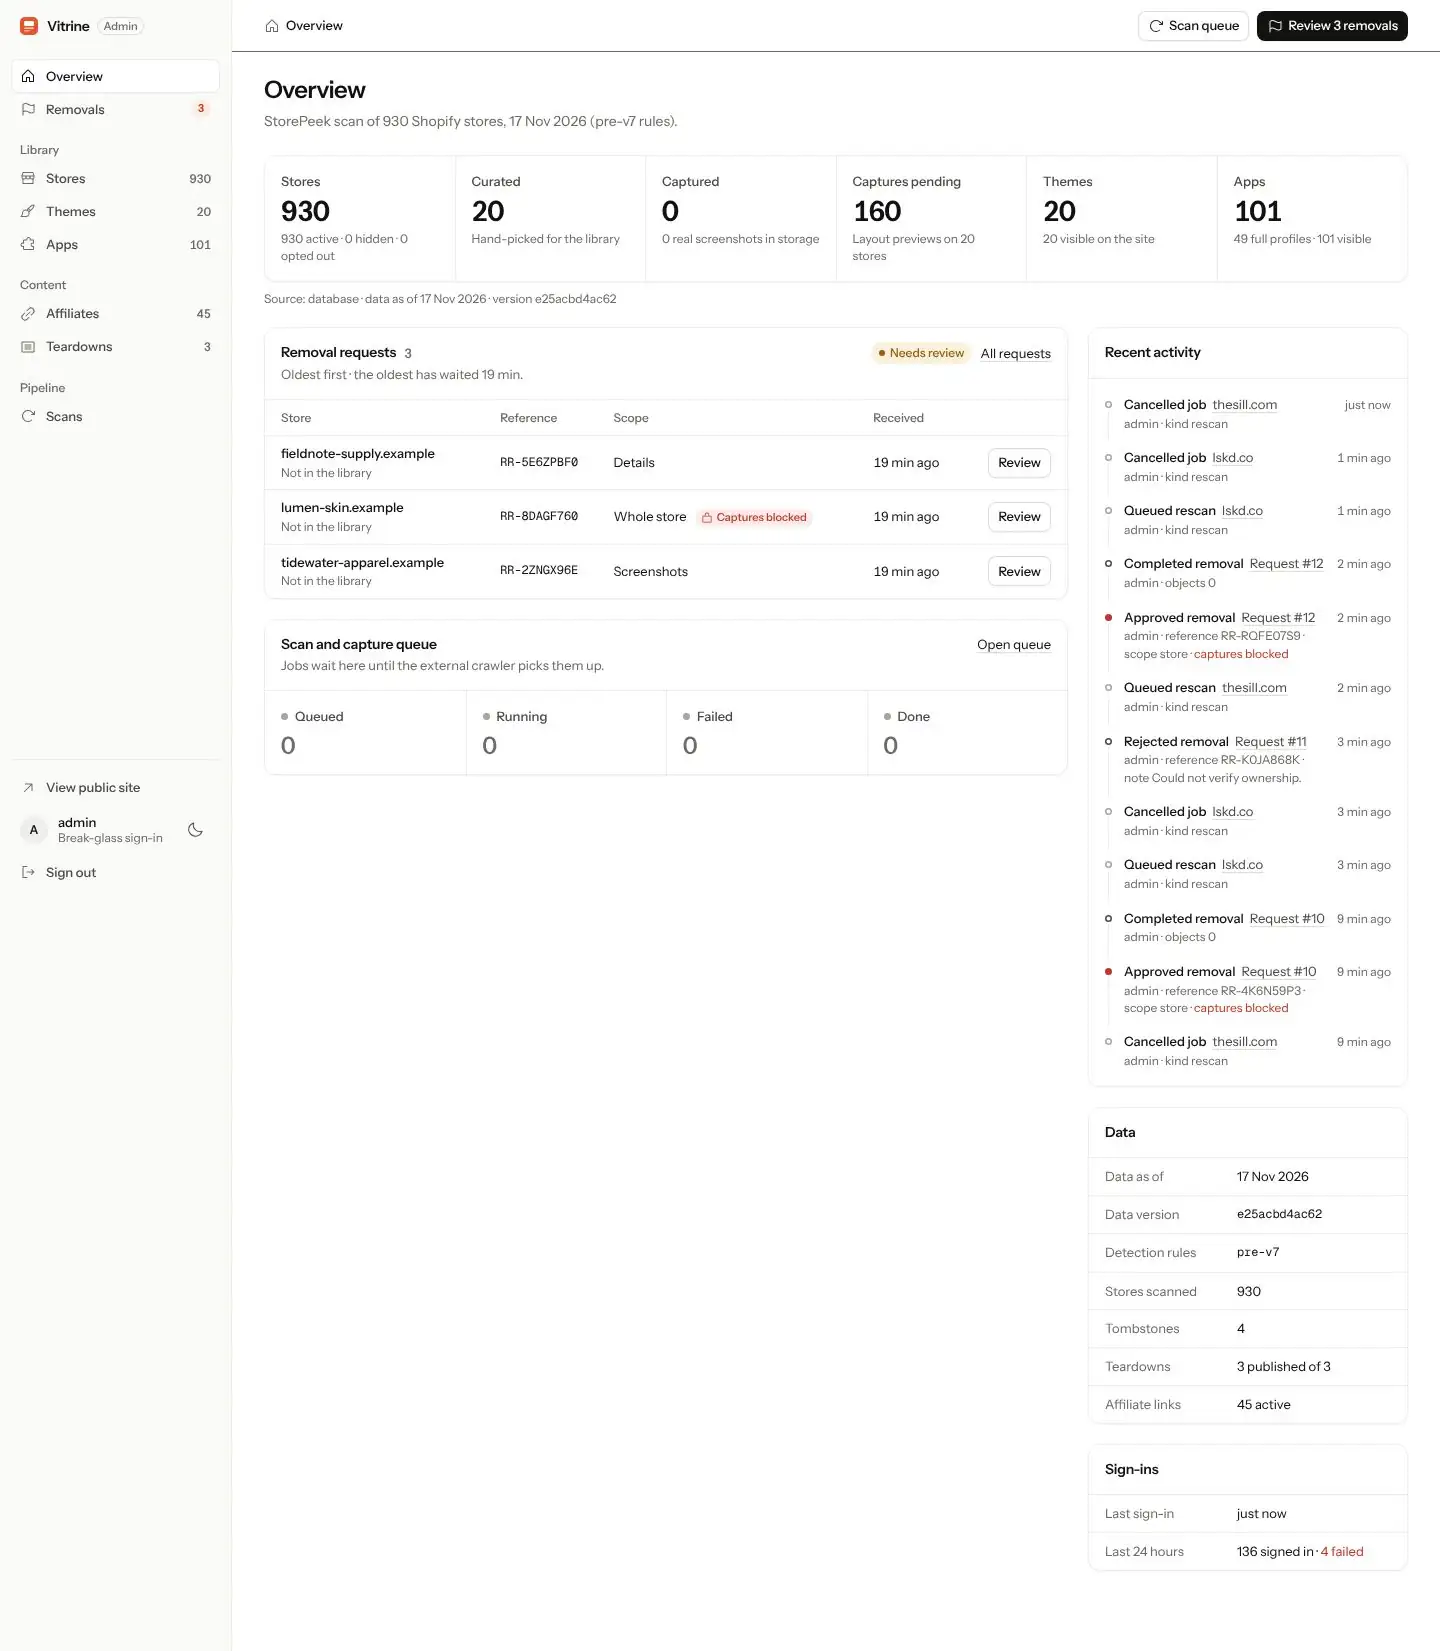 Vitrine Admin
Overview
Removals 3
Library
Stores 930
Themes 20
Apps 101
Content
Affiliates 45
Teardowns 3
Pipeline
Scans
View public site
A
admin
Break-glass sign-in
Sign out
Overview
Scan queue
Review 3 removals
Overview
StorePeek scan of 930 Shopify stores, 17 Nov 2026 (pre-v7 rules).
Stores
930
930 active · 0 hidden · 0
opted out
Curated
20
Hand-picked for the library
Captured
0
0 real screenshots in storage
Captures pending
160
Layout previews on 20
stores
Themes
20
20 visible on the site
Apps
101
49 full profiles · 101 visible
Source: database · data as of 17 Nov 2026 · version e25acbd4ac62
Removal requests 3
Needs review
All requests
Oldest first · the oldest has waited 19 min.
Store Reference Scope Received
fieldnote-supply.example
Not in the library
RR-5E6ZPBF0
Details
19 min ago
Review
lumen-skin.example
Not in the library
RR-8DAGF760
Whole store
Captures blocked
19 min ago
Review
tidewater-apparel.example
Not in the library
RR-2ZNGX96E
Screenshots
19 min ago
Review
Scan and capture queue
Open queue
Jobs wait here until the external crawler picks them up.
Queued
0
Running
0
Failed
0
Done
0
Recent activity
Cancelled job thesill.com just now
admin · kind rescan
Cancelled job lskd.co 1 min ago
admin · kind rescan
Queued rescan lskd.co 1 min ago
admin · kind rescan
Completed removal Request #12 2 min ago
admin · objects 0
Approved removal Request #12 2 min ago
admin · reference RR-RQFE07S9 ·
scope store · captures blocked
Queued rescan thesill.com 2 min ago
admin · kind rescan
Rejected removal Request #11 3 min ago
admin · reference RR-K0JA868K ·
note Could not verify ownership.
Cancelled job lskd.co 3 min ago
admin · kind rescan
Queued rescan lskd.co 3 min ago
admin · kind rescan
Completed removal Request #10 9 min ago
admin · objects 0
Approved removal Request #10 9 min ago
admin · reference RR-4K6N59P3 ·
scope store · captures blocked
Cancelled job thesill.com 9 min ago
admin · kind rescan
Data
Data as of 17 Nov 2026
Data version e25acbd4ac62
Detection rules pre-v7
Stores scanned 930
Tombstones 4
Teardowns 3 published of 3
Affiliate links 45 active
Sign-ins
Last sign-in just now
Last 24 hours 136 signed in · 4 failed